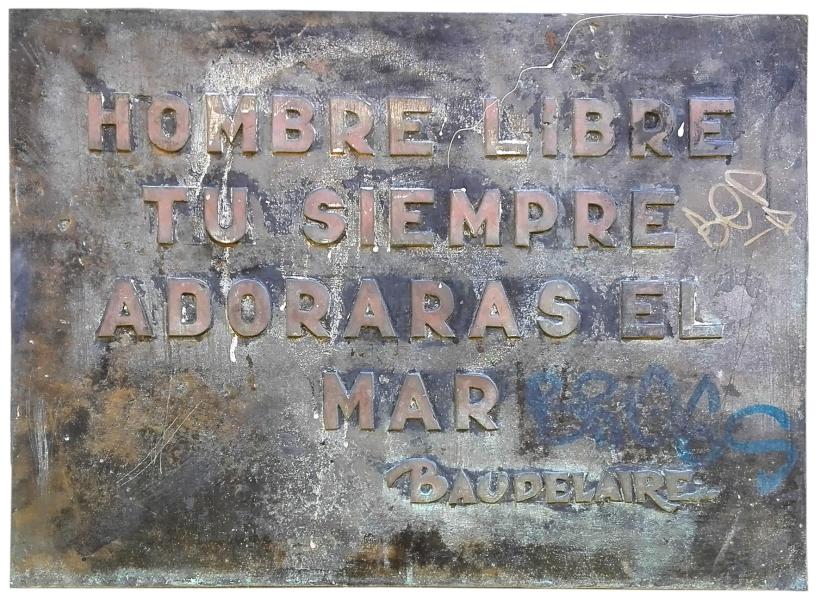 HOMBRE LIBRE
TU SIEMPRE
ADORARAS EL
MAR
BAUDELAIRE